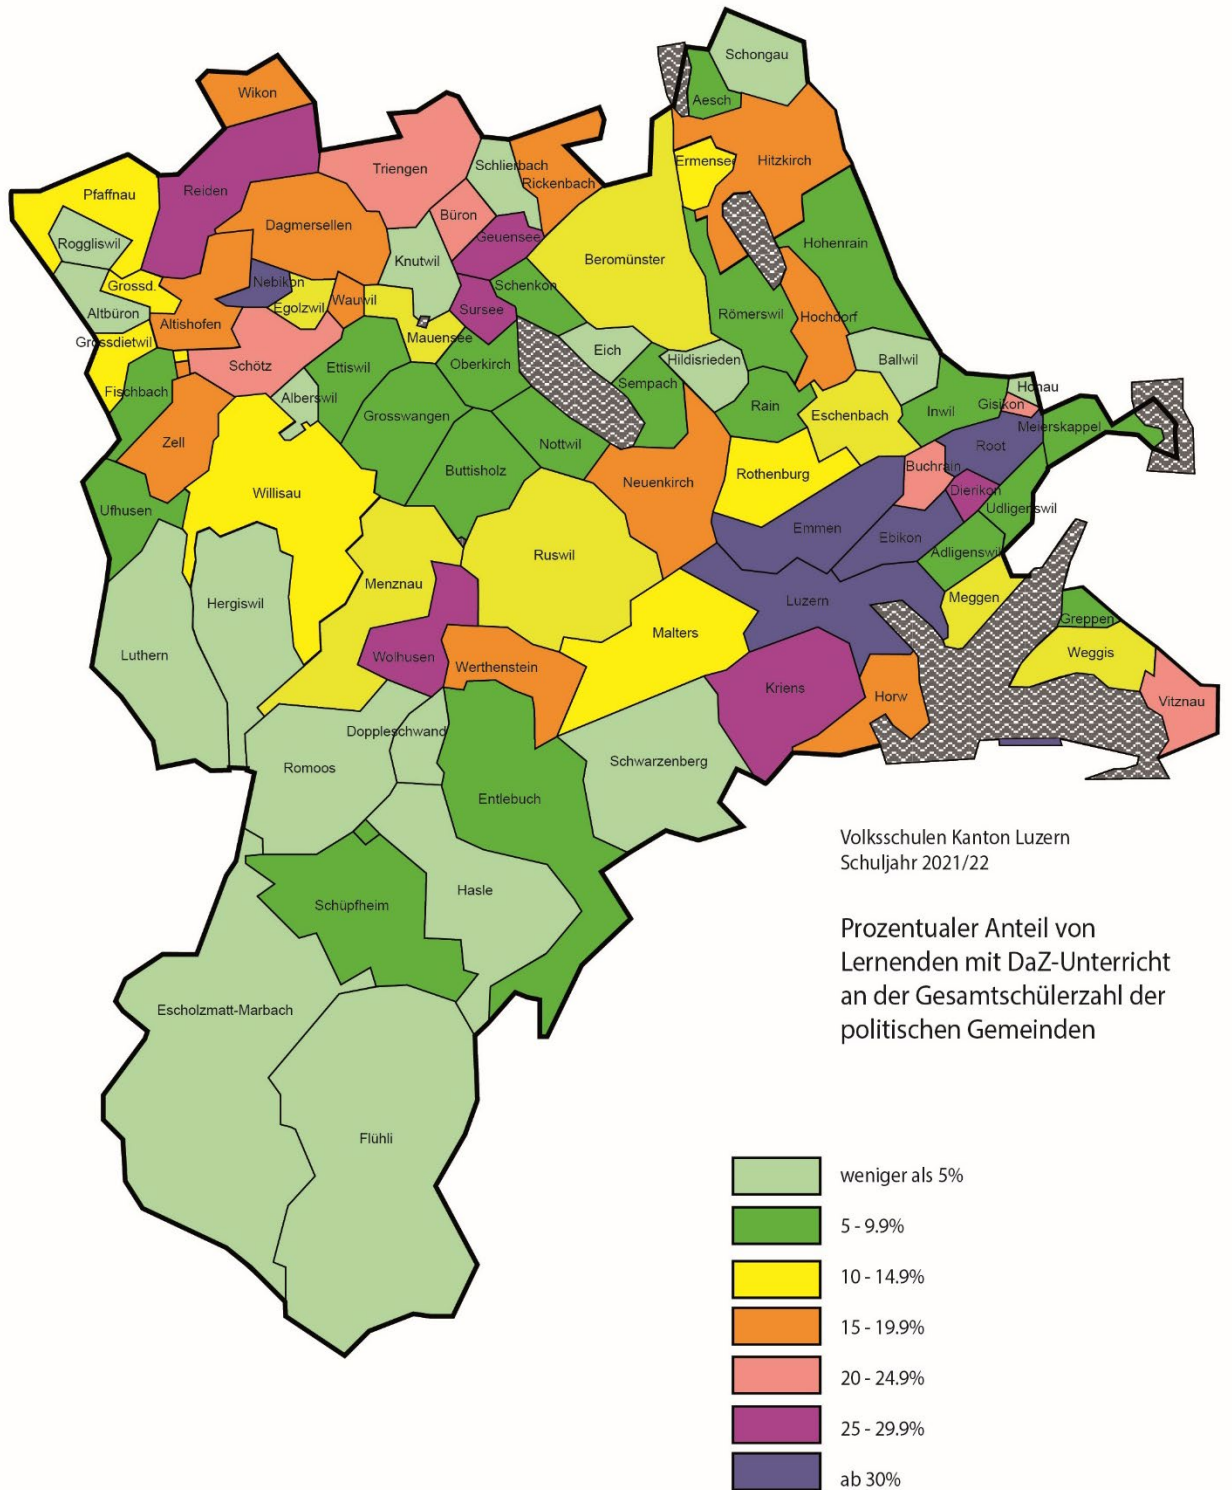 Schongau
Aesch
Wikon
Ermensee
Hitzkirch
Triengen
Schlierbach
Rickenbach
Pfaffnau
Reiden
Büron
Dagmersellen
Geuensee
Roggliswil
Hohenrain
Knutwil
Beromünster
Nebikon
Grossd.
Schenkon
Egolzwil
Wauwil
Sursee
Altbüron
Römerswil
Altishofen
Hochdorf
Grossdietwil
Mauensee
Eich
Hildisrieden
Ballwil
Schötz
Ettiswil
Oberkirch
Sempach
Honau
Fischbach
Alberswil
Gisikon
Rain
Inwil
Grosswangen
Eschenbach
Meierskappel
Zell
Nottwil
Root
Buttisholz
Buchrain
Rothenburg
Neuenkirch
Willisau
Dierikon
Ufhusen
Udligenswil
Emmen
Ebikon
Ruswil
Adligenswil
Menznau
Meggen
Hergiswil
Luzern
Greppen
Malters
Luthern
Wolhusen
Weggis
Werthenstein
Kriens
Horw
Vitznau
Doppleschwand
Schwarzenberg
Romoos
Entlebuch
Hasle
Schüpfheim
Escholzmatt-Marbach
Flühli
Volksschulen Kanton Luzern
Schuljahr 2021/22
Prozentualer Anteil von
Lernenden mit DaZ-Unterricht
an der Gesamtschülerzahl der
politischen Gemeinden
weniger als 5%
5 - 9.9%
10 - 14.9%
15 - 19.9%
20 - 24.9%
25 - 29.9%
ab 30%